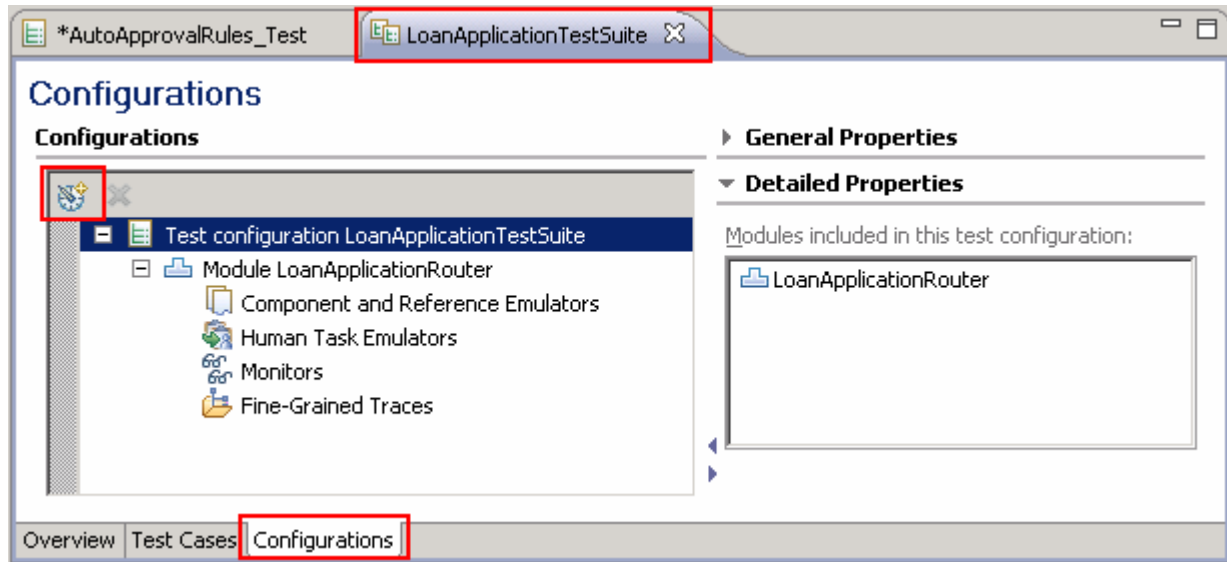 *AutoApprovalRules_Test
LoanApplicationTestSuite
Configurations
Configurations
Test configuration LoanApplicationTestSuite
Module LoanApplicationRouter
Component and Reference Emulators
Human Task Emulators
Monitors
Fine-Grained Traces
General Properties
Detailed Properties
Modules included in this test configuration:
LoanApplicationRouter
Overview
Test Cases
Configurations